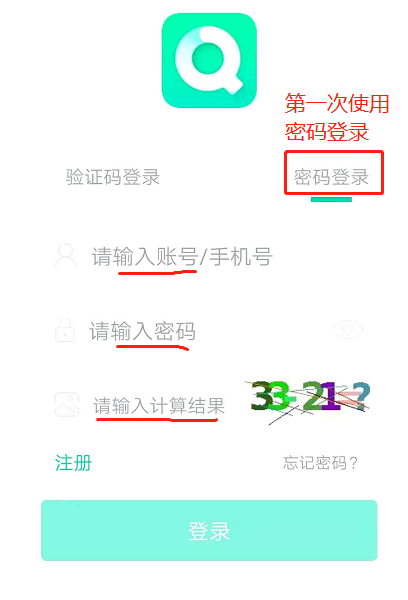 第一次使用
密码登录
验证码登录
密码登录
请输入账号/手机号
请输入密码
请输入计算结果
33-21=?
注册
忘记密码?
登录